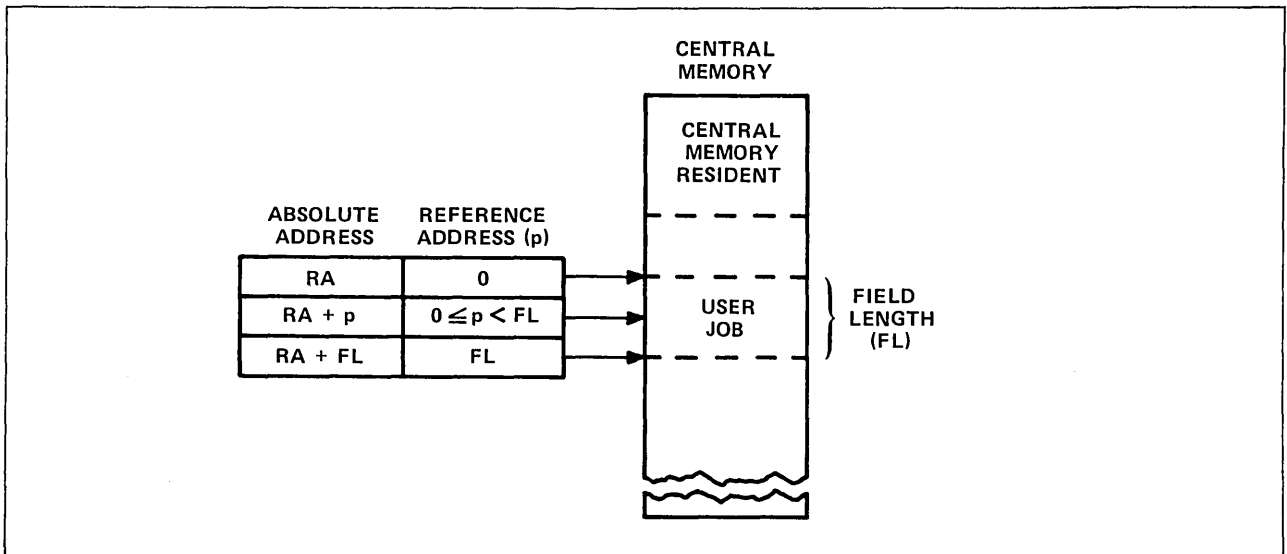 CENTRAL
MEMORY
CENTRAL
MEMORY
RESIDENT
ABSOLUTE
ADDRESS
REFERENCE
ADDRESS (p)
RA
0
RA + p
0 ≦ p < FL
RA + FL
FL
USER
JOB
FIELD
LENGTH
(FL)